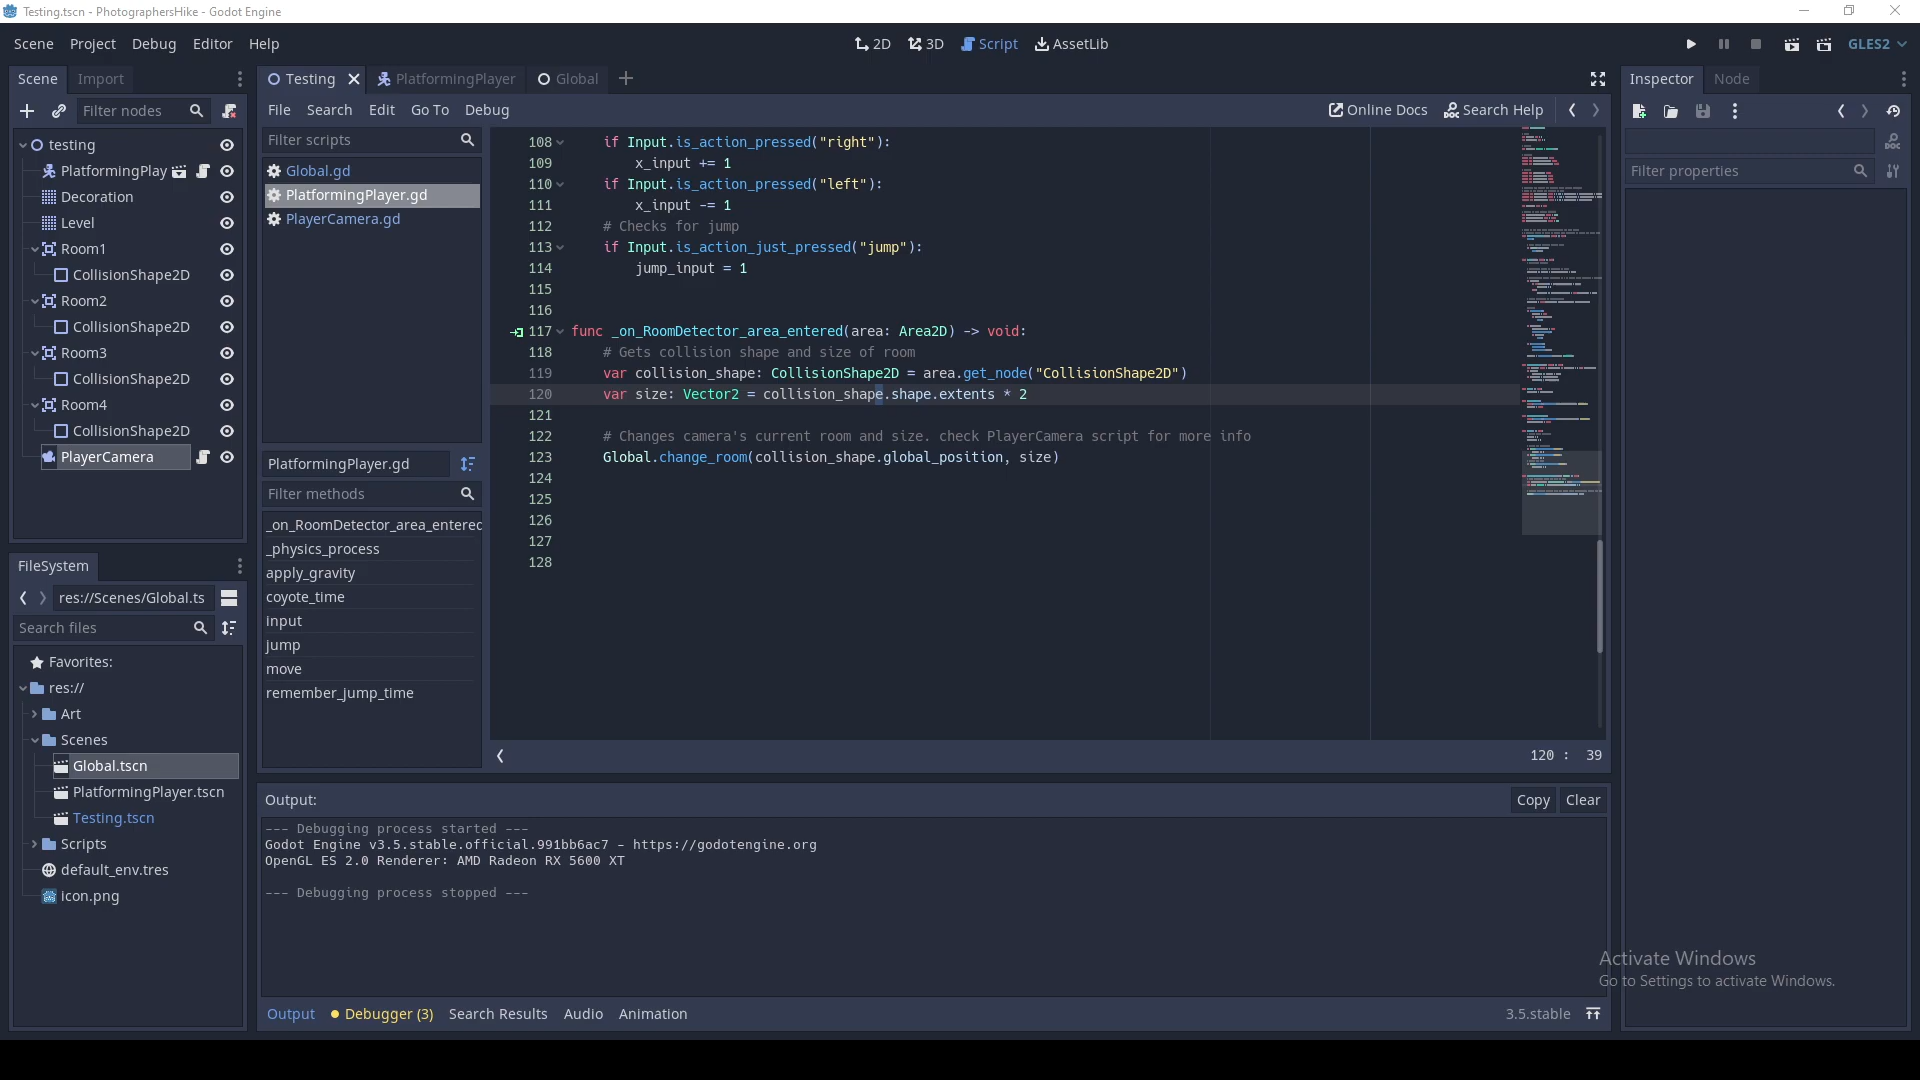 Testing.tscn - PhotographersHike - Godot Engine
Scene Project Debug Editor Help
2D 3D Script AssetLib
GLES2
Scene Import
Testing PlatformingPlayer Global
Inspector Node
Filter nodes
File Search Edit Go To Debug
Online Docs Search Help
testing
PlatformingPlay
Decoration
Level
Room1
CollisionShape2D
Room2
CollisionShape2D
Room3
CollisionShape2D
Room4
CollisionShape2D
PlayerCamera
Filter scripts
Global.gd
PlatformingPlayer.gd
PlayerCamera.gd
PlatformingPlayer.gd
Filter methods
_on_RoomDetector_area_entered
_physics_process
apply_gravity
coyote_time
input
jump
move
remember_jump_time
108 if Input.is_action_pressed("right"):
109 x_input += 1
110 if Input.is_action_pressed("left"):
111 x_input -= 1
112 # Checks for jump
113 if Input.is_action_just_pressed("jump"):
114 jump_input = 1
115
116
117 func _on_RoomDetector_area_entered(area: Area2D) -> void:
118 # Gets collision shape and size of room
119 var collision_shape: CollisionShape2D = area.get_node("CollisionShape2D")
120 var size: Vector2 = collision_shape.shape.extents * 2
121
122 # Changes camera's current room and size. check PlayerCamera script for more info
123 Global.change_room(collision_shape.global_position, size)
124
125
126
127
128
120 : 39
Filter properties
FileSystem
res://Scenes/Global.ts
Search files
Favorites:
res://
Art
Scenes
Global.tscn
PlatformingPlayer.tscn
Testing.tscn
Scripts
default_env.tres
icon.png
Output:
Copy Clear
--- Debugging process started ---
Godot Engine v3.5.stable.official.991bb6ac7 - https://godotengine.org
OpenGL ES 2.0 Renderer: AMD Radeon RX 5600 XT
--- Debugging process stopped ---
Output Debugger (3) Search Results Audio Animation
3.5.stable
Activate Windows
Go to Settings to activate Windows.